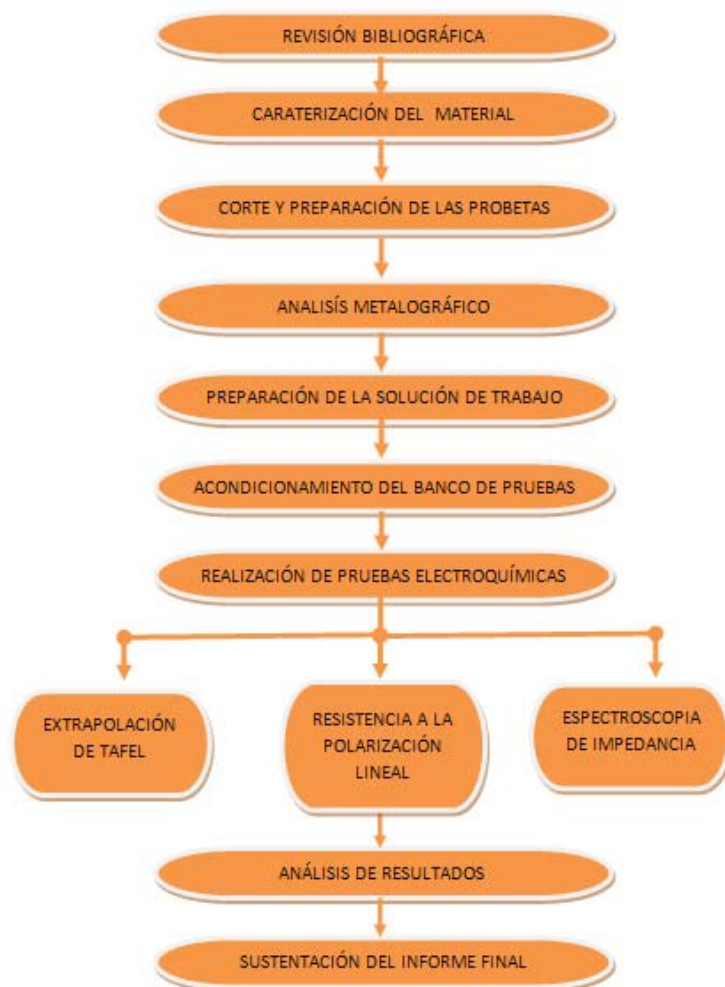 REVISIÓN BIBLIOGRÁFICA
CARATERIZACIÓN DEL MATERIAL
CORTE Y PREPARACIÓN DE LAS PROBETAS
ANALISÍS METALOGRÁFICO
PREPARACIÓN DE LA SOLUCIÓN DE TRABAJO
ACONDICIONAMIENTO DEL BANCO DE PRUEBAS
REALIZACIÓN DE PRUEBAS ELECTROQUÍMICAS
EXTRAPOLACIÓN
DE TAFEL
RESISTENCIA A LA
POLARIZACIÓN
LINEAL
ESPECTROSCOPIA
DE IMPEDANCIA
ANÁLISIS DE RESULTADOS
SUSTENTACIÓN DEL INFORME FINAL